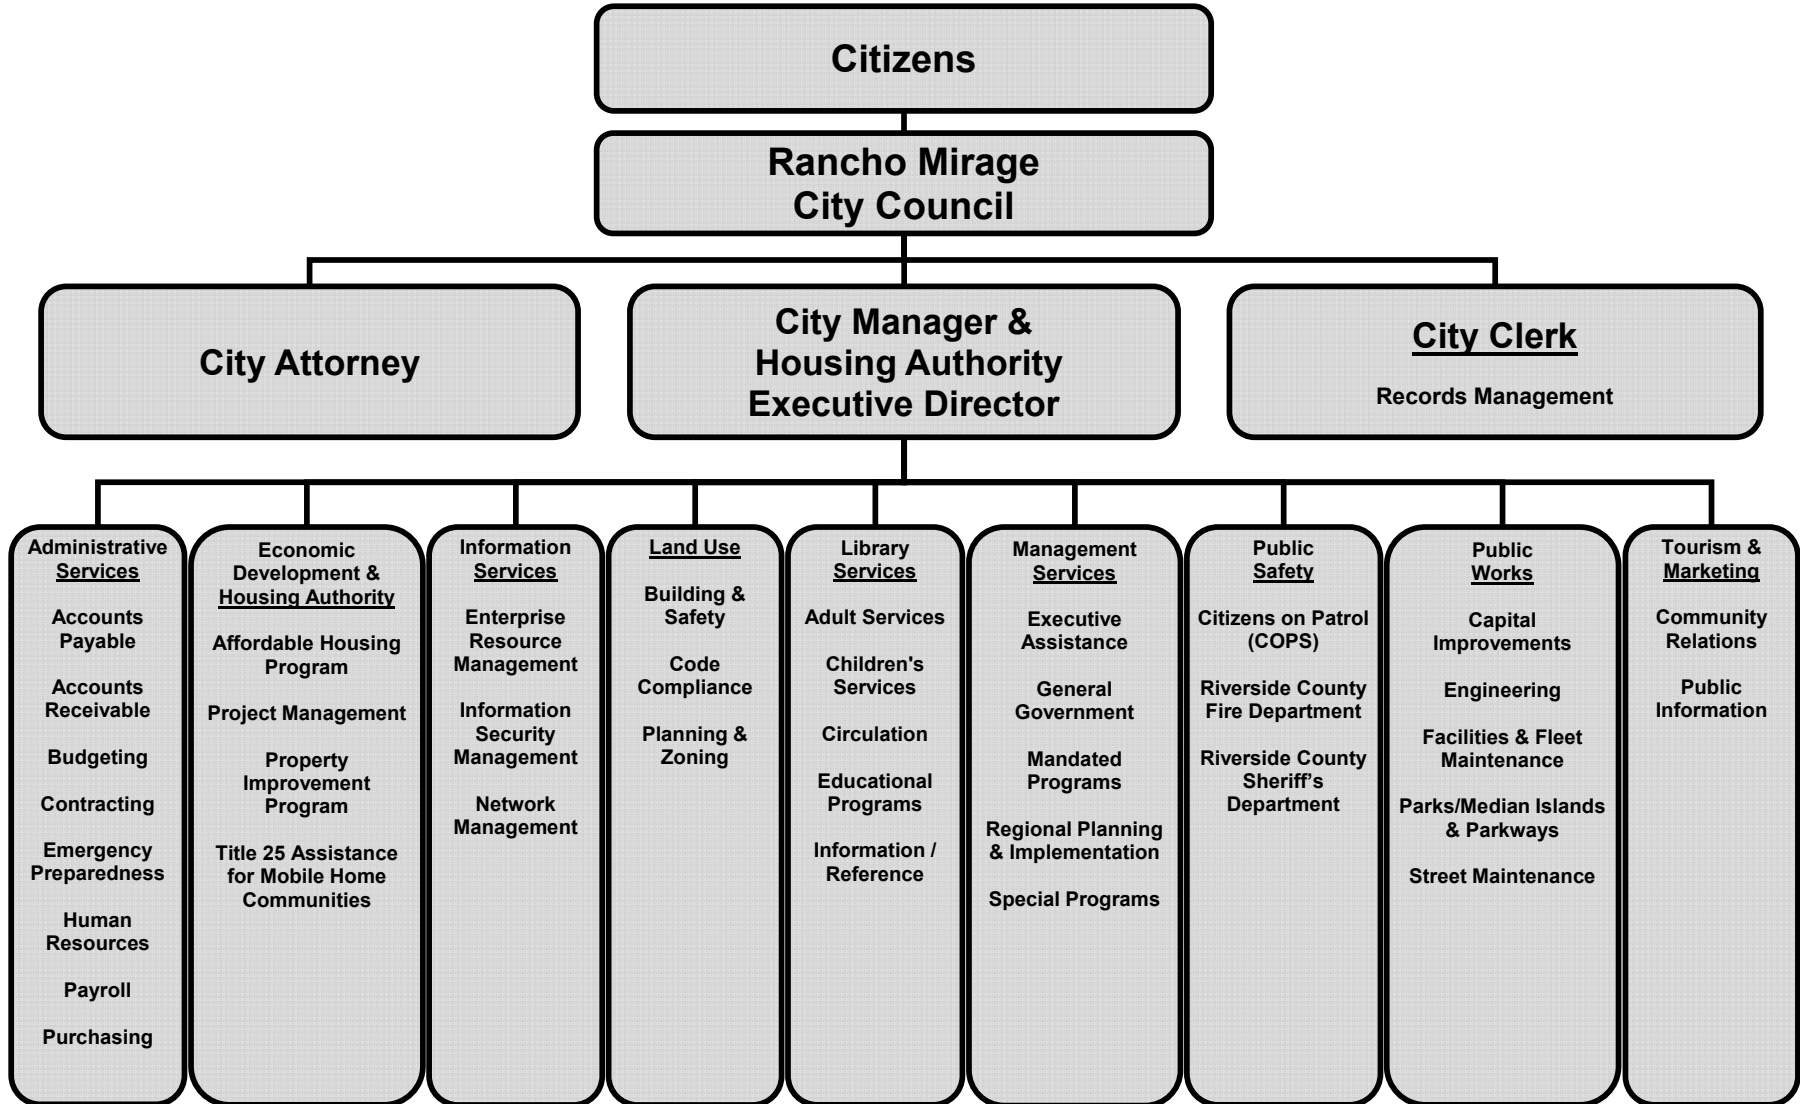 Citizens
Rancho Mirage
City Council
City Attorney
City Manager &
Housing Authority
Executive Director
City Clerk
Records Management
Administrative
Services
Accounts
Payable
Accounts
Receivable
Budgeting
Contracting
Emergency
Preparedness
Human
Resources
Payroll
Purchasing
Economic
Development &
Housing Authority
Affordable Housing
Program
Project Management
Property
Improvement
Program
Title 25 Assistance
for Mobile Home
Communities
Information
Services
Enterprise
Resource
Management
Information
Security
Management
Network
Management
Land Use
Building &
Safety
Code
Compliance
Planning &
Zoning
Library
Services
Adult Services
Children's
Services
Circulation
Educational
Programs
Information /
Reference
Management
Services
Executive
Assistance
General
Government
Mandated
Programs
Regional Planning
& Implementation
Special Programs
Public
Safety
Citizens on Patrol
(COPS)
Riverside County
Fire Department
Riverside County
Sheriff’s
Department
Public
Works
Capital
Improvements
Engineering
Facilities & Fleet
Maintenance
Parks/Median Islands
& Parkways
Street Maintenance
Tourism &
Marketing
Community
Relations
Public
Information